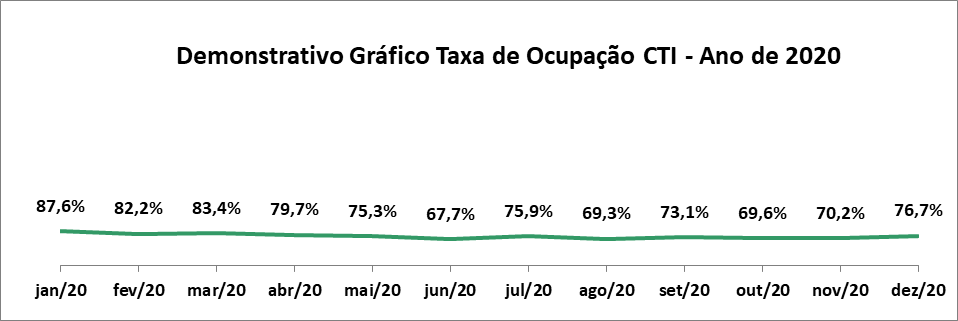 Demonstrativo Gráfico Taxa de Ocupação CTI - Ano de 2020
87,6% 82,2% 83,4% 79,7% 75,3% 67,7% 75,9% 69,3% 73,1% 69,6% 70,2% 76,7%
jan/20 fev/20 mar/20 abr/20 mai/20 jun/20 jul/20 ago/20 set/20 out/20 nov/20 dez/20